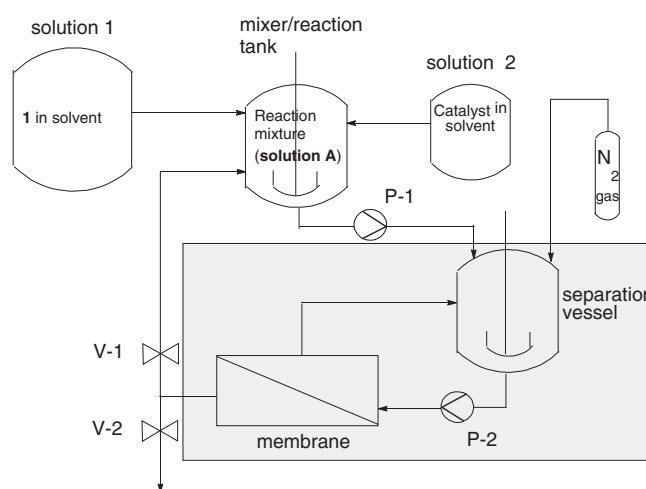 solution 1
mixer/reaction
tank
solution 2
1 in solvent
Reaction
mixture
(solution A)
Catalyst in
solvent
N2
gas
P-1
separation
vessel
V-1
V-2
membrane
P-2